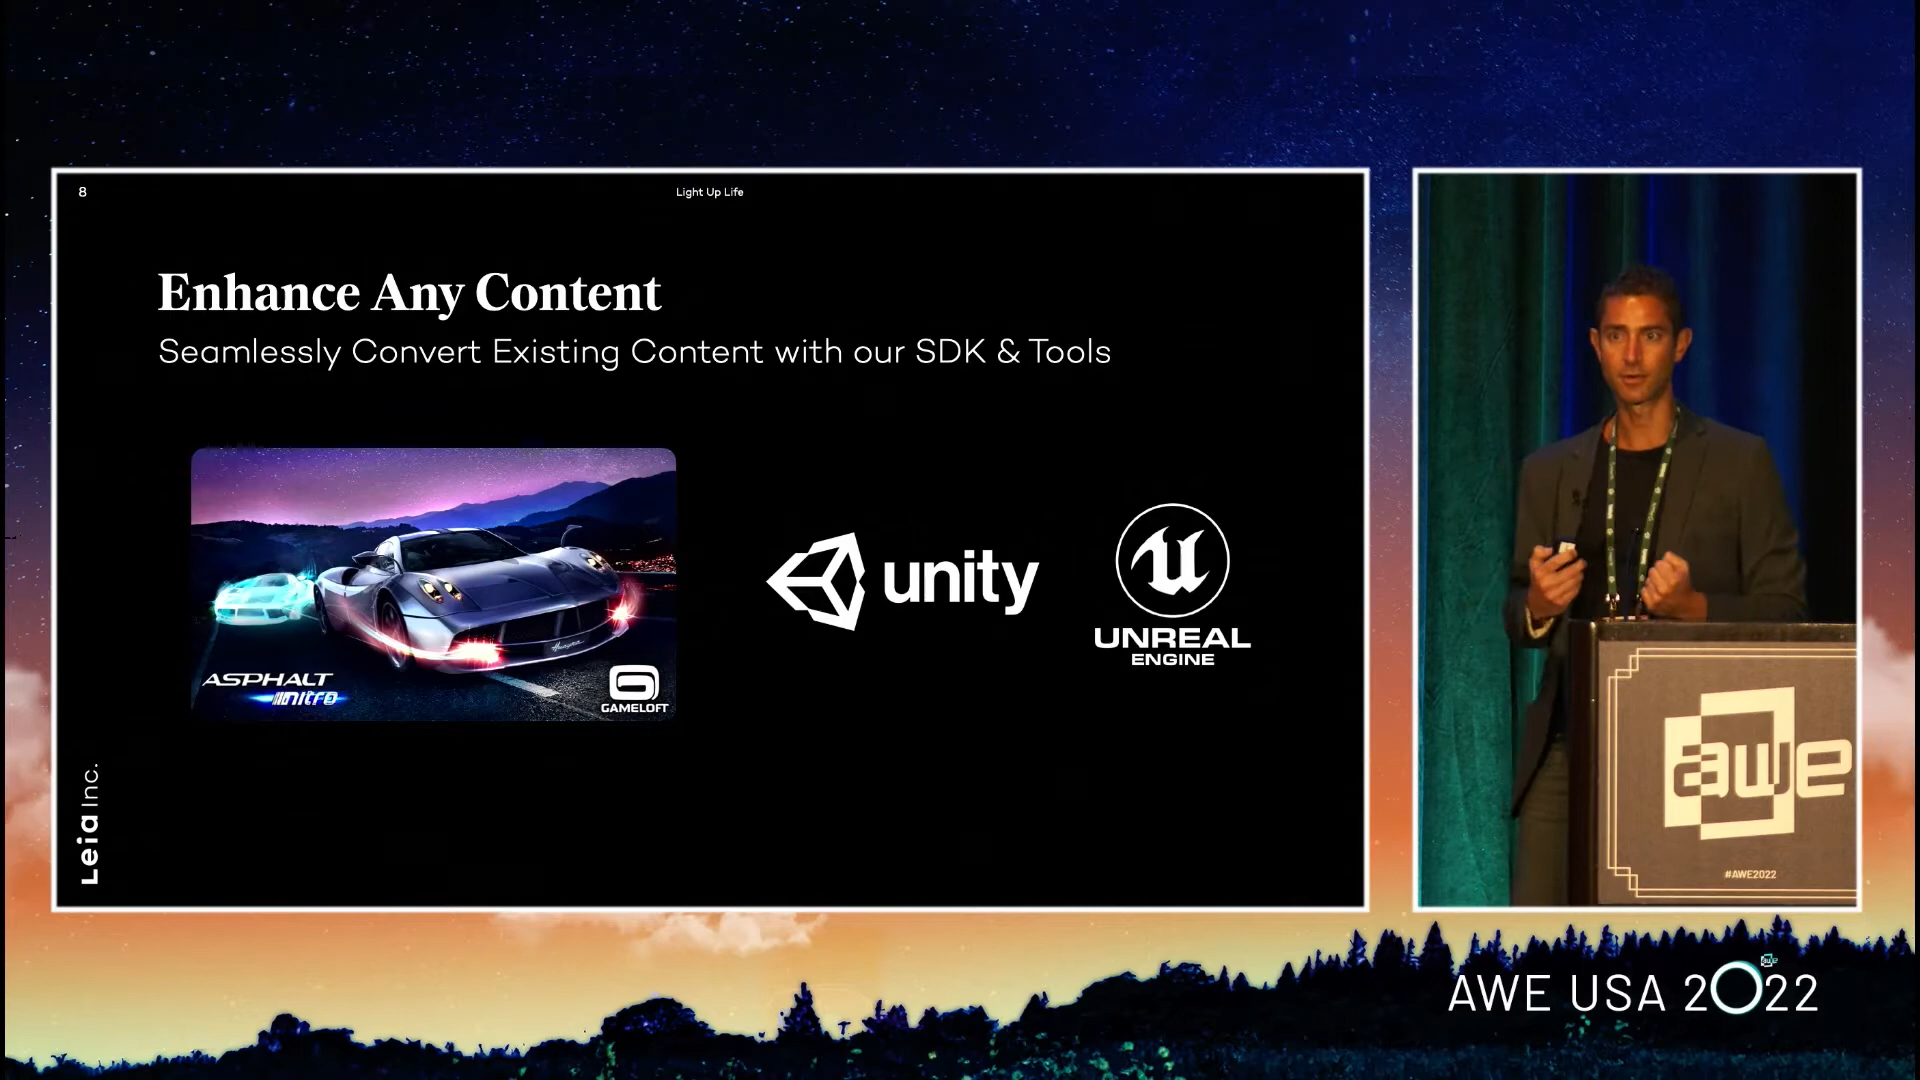 8
Light Up Life
Enhance Any Content
Seamlessly Convert Existing Content with our SDK & Tools
ASPHALT
NITRO
GAMELOFT
unity
UNREAL
ENGINE
Leia Inc.
awe
#AWE2022
AWE USA 2022